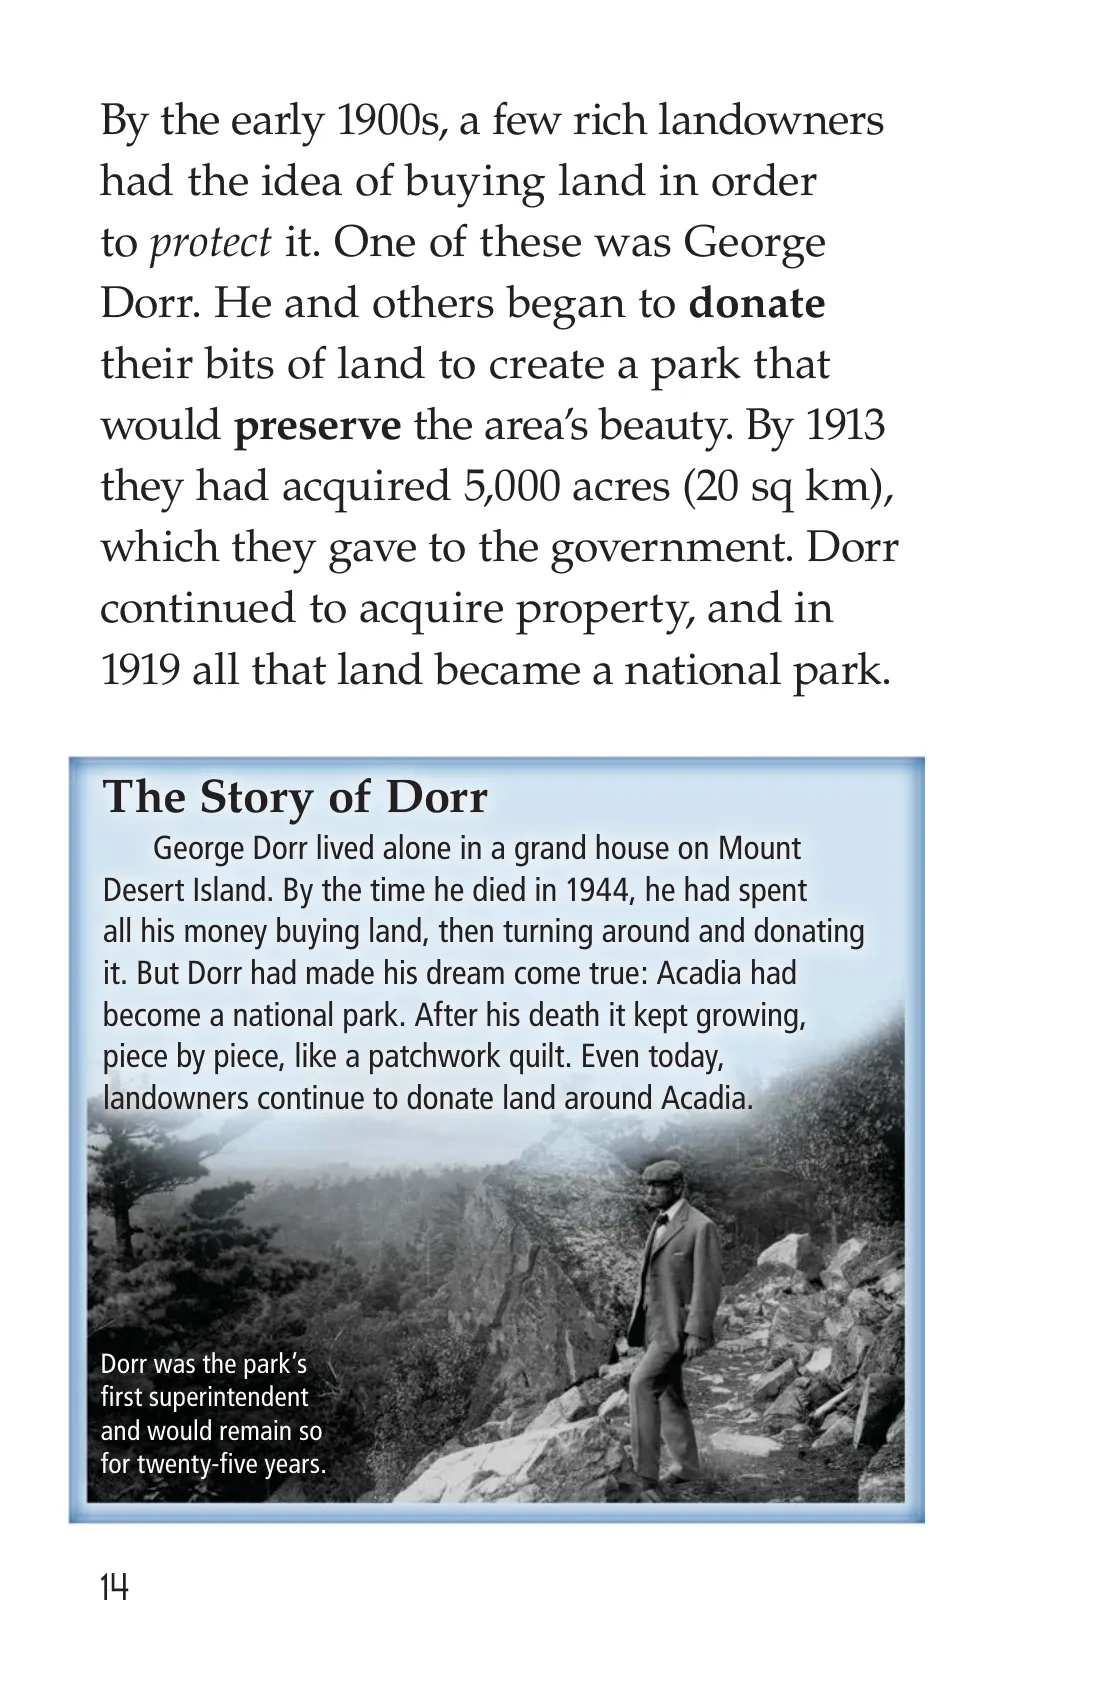 By the early 1900s, a few rich landowners
had the idea of buying land in order
to protect it. One of these was George
Dorr. He and others began to donate
their bits of land to create a park that
would preserve the area’s beauty. By 1913
they had acquired 5,000 acres (20 sq km),
which they gave to the government. Dorr
continued to acquire property, and in
1919 all that land became a national park.
The Story of Dorr
George Dorr lived alone in a grand house on Mount
Desert Island. By the time he died in 1944, he had spent
all his money buying land, then turning around and donating
it. But Dorr had made his dream come true: Acadia had
become a national park. After his death it kept growing,
piece by piece, like a patchwork quilt. Even today,
landowners continue to donate land around Acadia.
Dorr was the park’s
first superintendent
and would remain so
for twenty-five years.
14